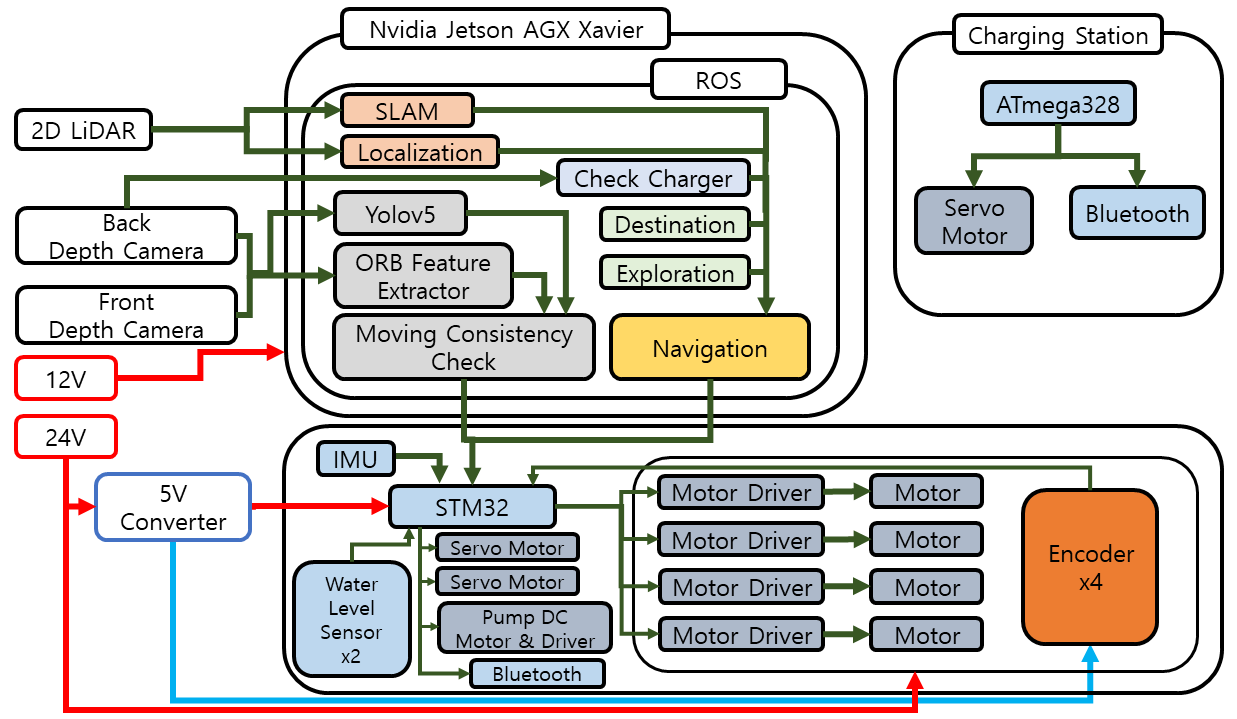 Nvidia Jetson AGX Xavier
ROS
2D LiDAR
SLAM
Localization
Check Charger
Back
Depth Camera
Yolov5
Destination
ORB Feature
Extractor
Exploration
Front
Depth Camera
Moving Consistency
Check
Navigation
12V
24V
Charging Station
ATmega328
Servo
Motor
Bluetooth
5V
Converter
IMU
STM32
Servo Motor
Servo Motor
Pump DC
Motor & Driver
Bluetooth
Water
Level
Sensor
x2
Motor Driver
Motor
Motor Driver
Motor
Motor Driver
Motor
Motor Driver
Motor
Encoder
x4